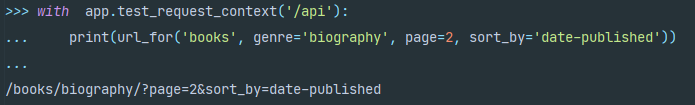 >>> with  app.test_request_context('/api'):
...     print(url_for('books', genre='biography', page=2, sort_by='date-published'))
...
/books/biography/?page=2&sort_by=date-published